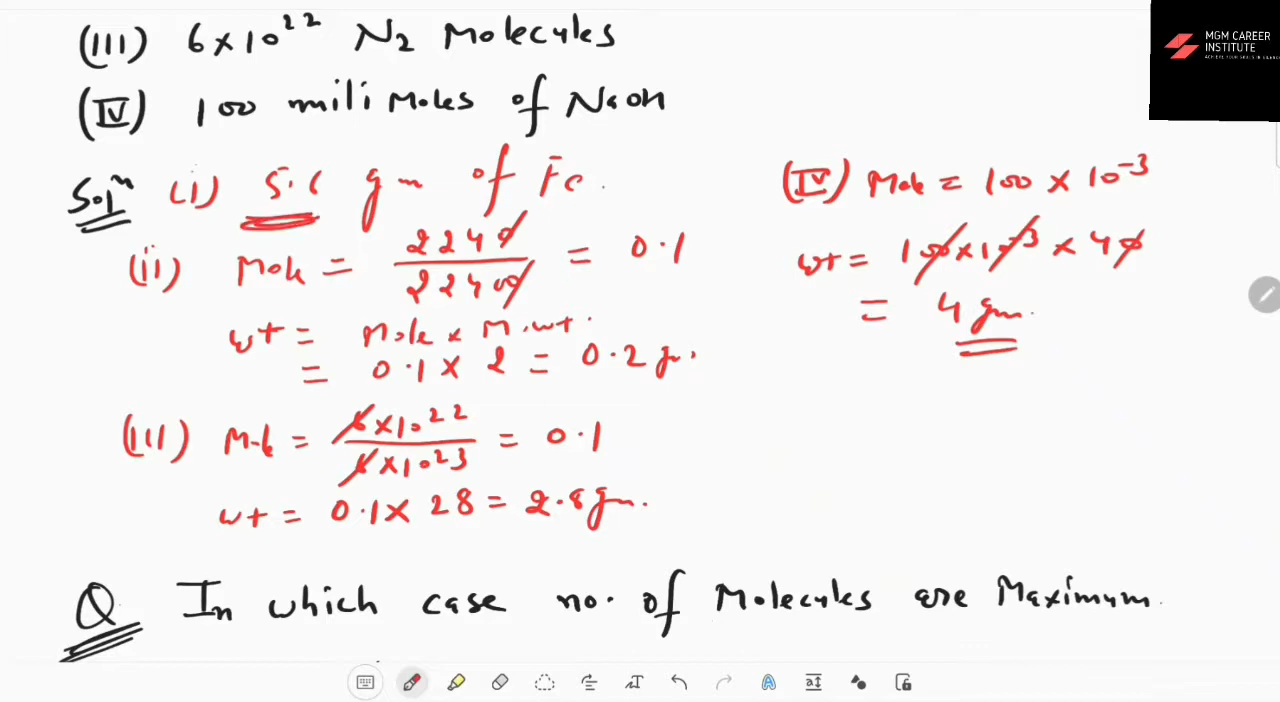 (III) 6×10²² N₂ Molecules
(IV) 100 mili Moles of NaOH
MGM CAREER
INSTITUTE
Solⁿ (i) 5.6 gm of Fe.
(ii) Mole = 2240 / 22400 = 0.1
wt = Mole × M.wt.
= 0.1 × 2 = 0.2 gm.
(III) Mole = 6×10²² / 6×10²³ = 0.1
wt = 0.1 × 28 = 2.8 gm.
(IV) Mole = 100 × 10⁻³
wt = 100 × 10⁻³ × 40
= 4 gm.
Q In which case no. of Molecules are Maximum.